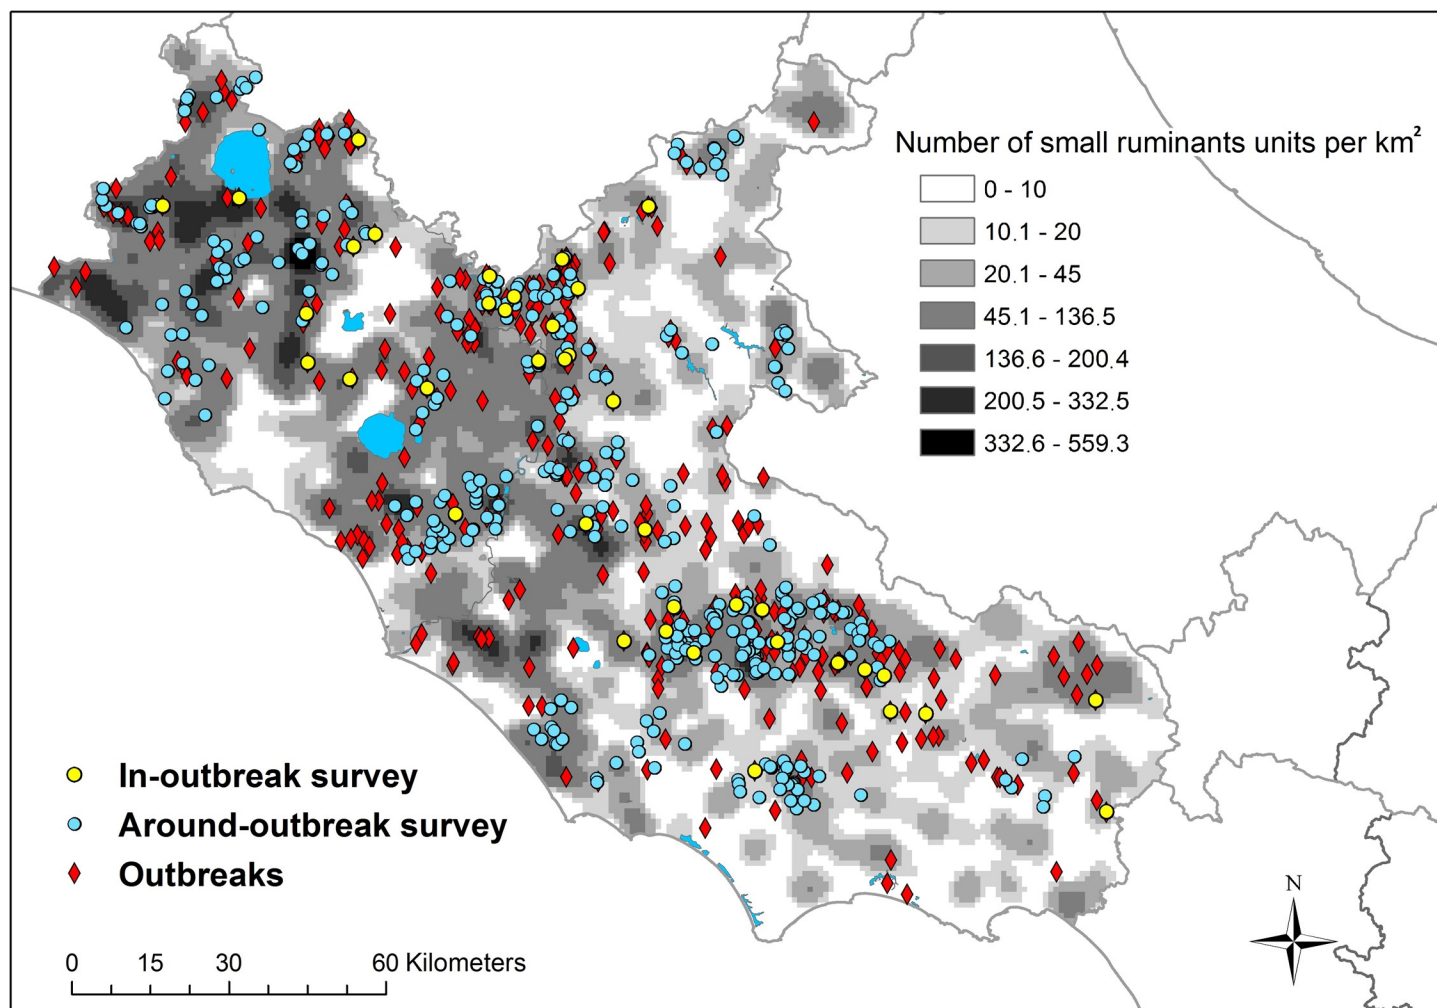 Number of small ruminants units per km²
0 - 10
10.1 - 20
20.1 - 45
45.1 - 136.5
136.6 - 200.4
200.5 - 332.5
332.6 - 559.3
In-outbreak survey
Around-outbreak survey
Outbreaks
0 15 30 60 Kilometers
N